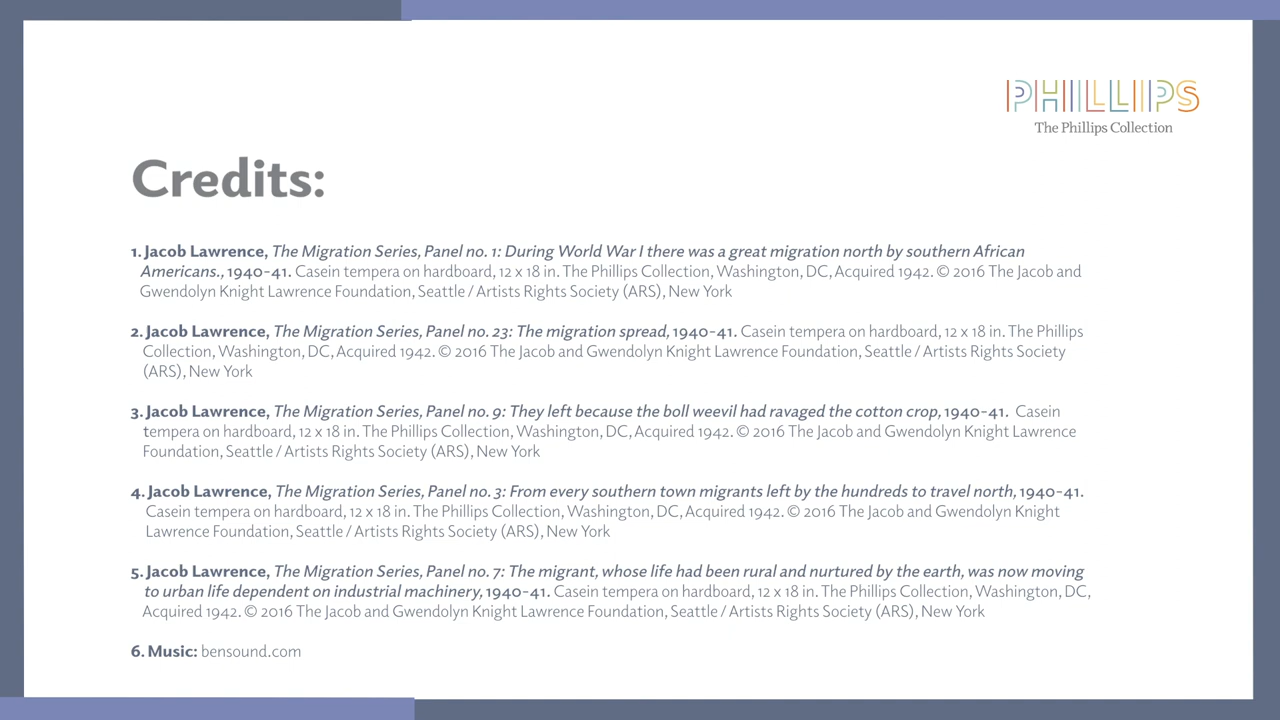 PHILLIPS
The Phillips Collection
Credits:
1. Jacob Lawrence, The Migration Series, Panel no. 1: During World War I there was a great migration north by southern African
Americans., 1940-41. Casein tempera on hardboard, 12 x 18 in. The Phillips Collection, Washington, DC, Acquired 1942. © 2016 The Jacob and
Gwendolyn Knight Lawrence Foundation, Seattle / Artists Rights Society (ARS), New York
2. Jacob Lawrence, The Migration Series, Panel no. 23: The migration spread, 1940-41. Casein tempera on hardboard, 12 x 18 in. The Phillips
Collection, Washington, DC, Acquired 1942. © 2016 The Jacob and Gwendolyn Knight Lawrence Foundation, Seattle / Artists Rights Society
(ARS), New York
3. Jacob Lawrence, The Migration Series, Panel no. 9: They left because the boll weevil had ravaged the cotton crop, 1940-41. Casein
tempera on hardboard, 12 x 18 in. The Phillips Collection, Washington, DC, Acquired 1942. © 2016 The Jacob and Gwendolyn Knight Lawrence
Foundation, Seattle / Artists Rights Society (ARS), New York
4. Jacob Lawrence, The Migration Series, Panel no. 3: From every southern town migrants left by the hundreds to travel north, 1940-41.
Casein tempera on hardboard, 12 x 18 in. The Phillips Collection, Washington, DC, Acquired 1942. © 2016 The Jacob and Gwendolyn Knight
Lawrence Foundation, Seattle / Artists Rights Society (ARS), New York
5. Jacob Lawrence, The Migration Series, Panel no. 7: The migrant, whose life had been rural and nurtured by the earth, was now moving
to urban life dependent on industrial machinery, 1940-41. Casein tempera on hardboard, 12 x 18 in. The Phillips Collection, Washington, DC,
Acquired 1942. © 2016 The Jacob and Gwendolyn Knight Lawrence Foundation, Seattle / Artists Rights Society (ARS), New York
6. Music: bensound.com